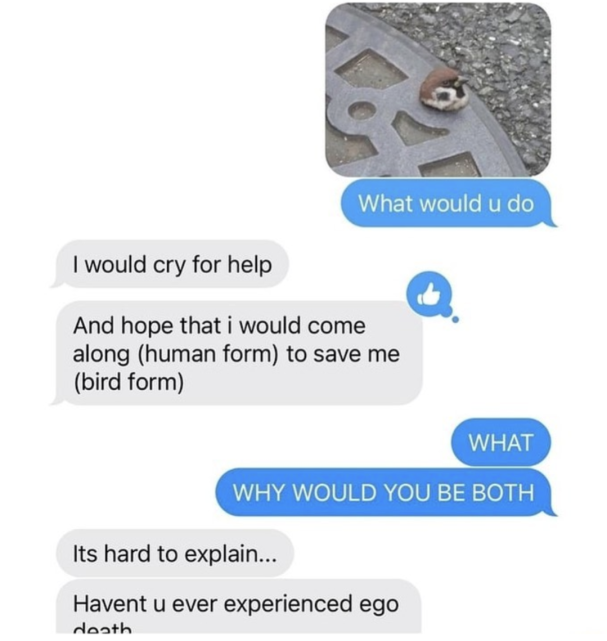 What would u do
I would cry for help
And hope that i would come
along (human form) to save me
(bird form)
WHAT
WHY WOULD YOU BE BOTH
Its hard to explain...
Havent u ever experienced ego
death